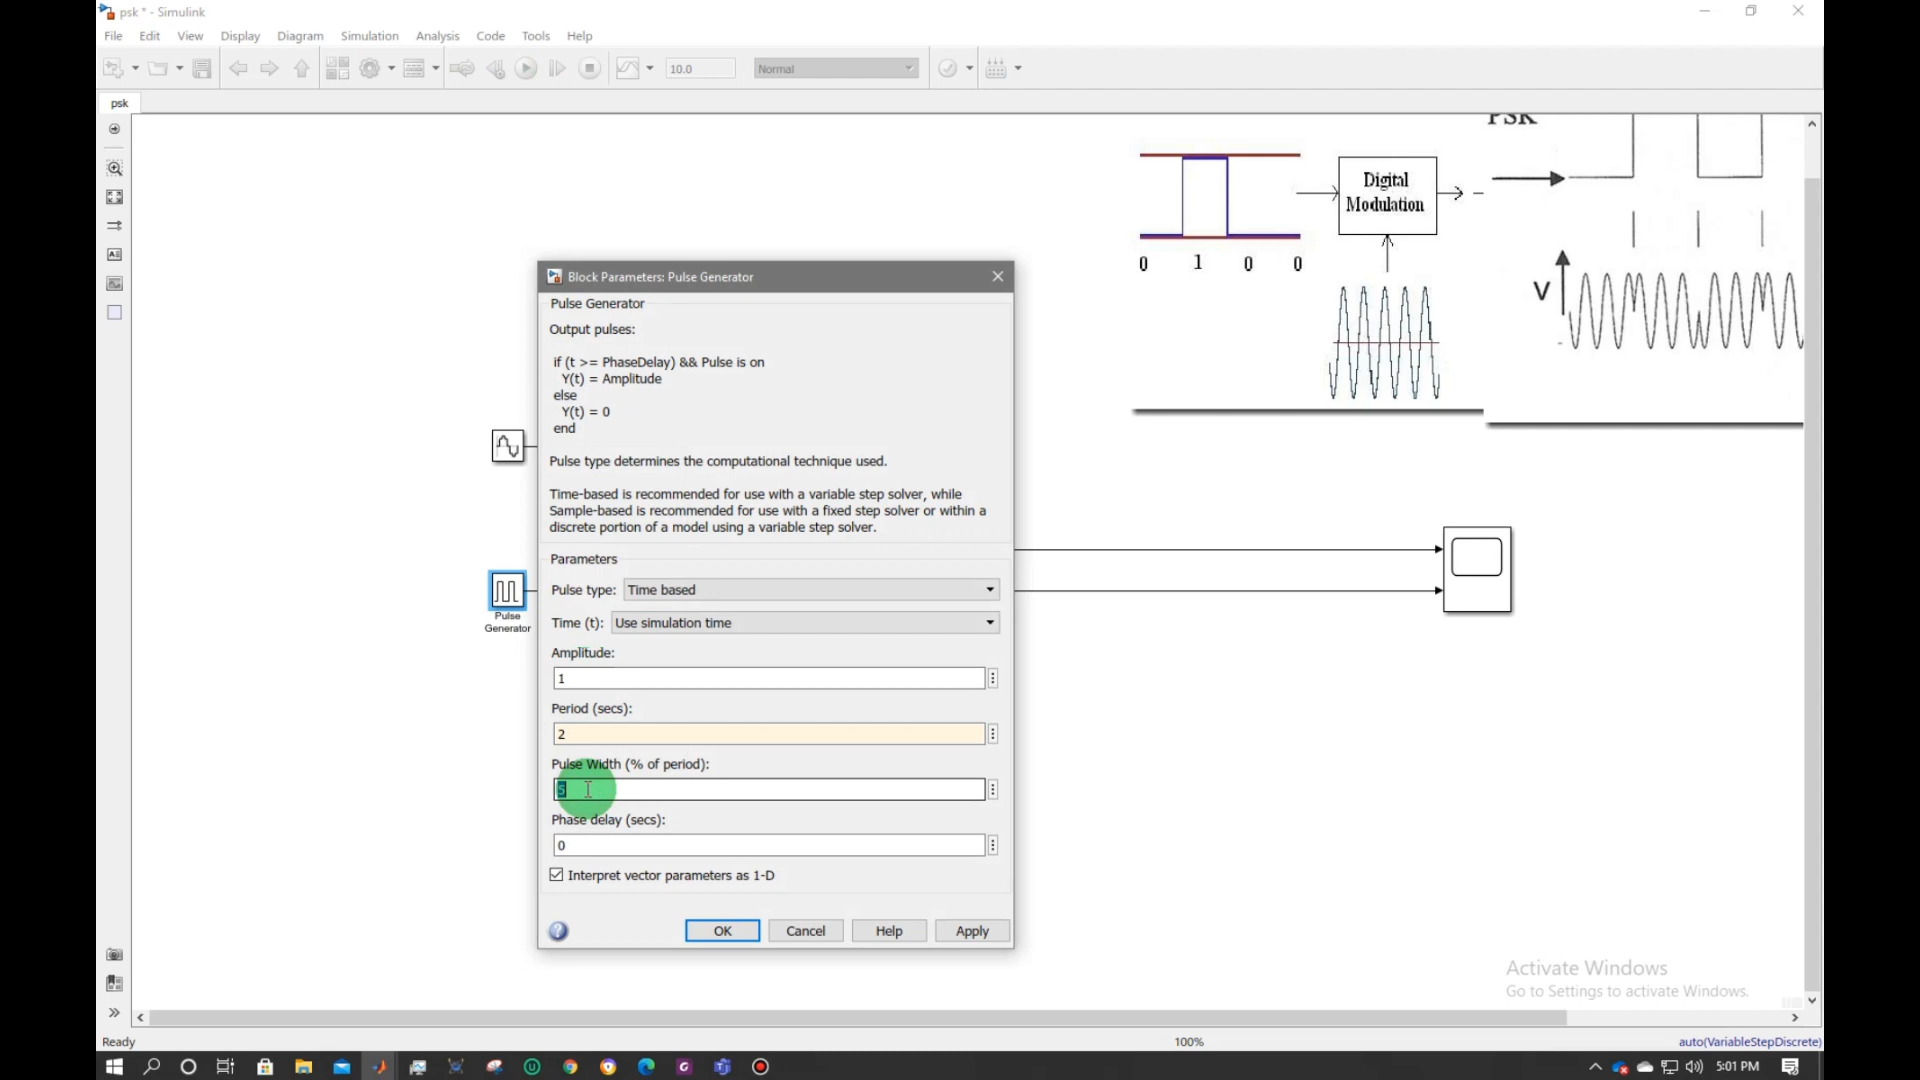 psk * - Simulink
File Edit View Display Diagram Simulation Analysis Code Tools Help
10.0
Normal
psk
PSK
Digital
Modulation
0 1 0 0
V
Block Parameters: Pulse Generator
Pulse Generator
Output pulses:
if (t >= PhaseDelay) && Pulse is on
Y(t) = Amplitude
else
Y(t) = 0
end
Pulse type determines the computational technique used.
Time-based is recommended for use with a variable step solver, while
Sample-based is recommended for use with a fixed step solver or within a
discrete portion of a model using a variable step solver.
Parameters
Pulse type: Time based
Time (t): Use simulation time
Amplitude:
1
Period (secs):
2
Pulse Width (% of period):
5
Phase delay (secs):
0
Interpret vector parameters as 1-D
OK Cancel Help Apply
Pulse
Generator
Activate Windows
Go to Settings to activate Windows.
Ready
100%
auto(VariableStepDiscrete)
5:01 PM